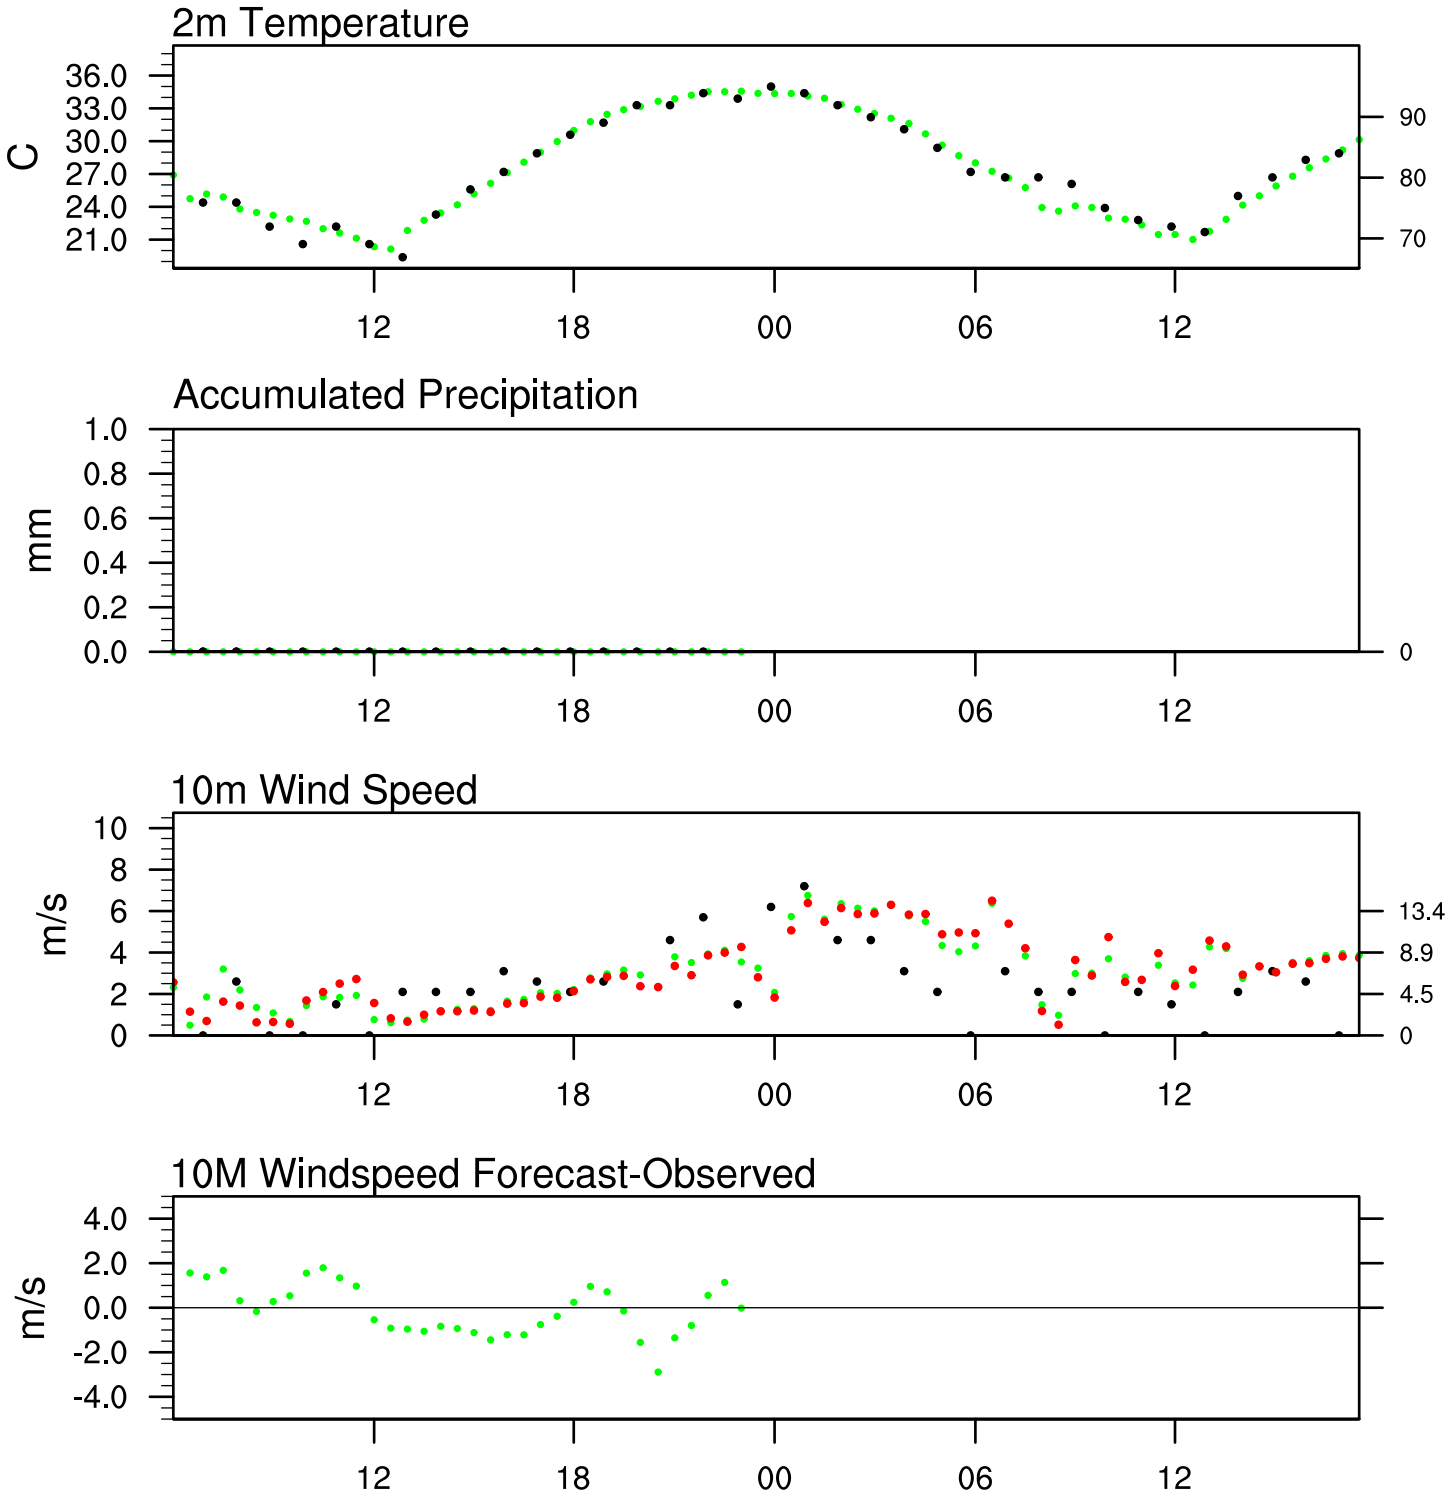 2m Temperature
36.0
33.0
30.0
27.0
24.0
21.0
C
90
80
70
12 18 00 06 12
Accumulated Precipitation
1.0
0.8
0.6
0.4
0.2
0.0
mm
0
12 18 00 06 12
10m Wind Speed
10
8
6
4
2
0
m/s
13.4
8.9
4.5
0
12 18 00 06 12
10M Windspeed Forecast-Observed
4.0
2.0
0.0
-2.0
-4.0
m/s
12 18 00 06 12